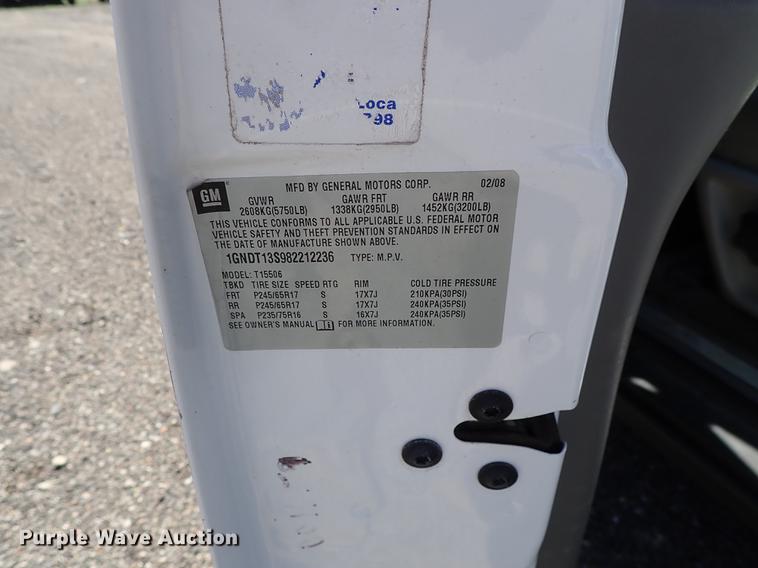 Loca
798
GM
MFD BY GENERAL MOTORS CORP. 02/08
GVWR GAWR FRT GAWR RR
2608KG(5750LB) 1338KG(2950LB) 1452KG(3200LB)
THIS VEHICLE CONFORMS TO ALL APPLICABLE U.S. FEDERAL MOTOR
VEHICLE SAFETY AND THEFT PREVENTION STANDARDS IN EFFECT ON
THE DATE OF MANUFACTURE SHOWN ABOVE.
1GNDT13S982212236 TYPE: M.P.V.
MODEL: T15506
TBKD TIRE SIZE SPEED RTG RIM COLD TIRE PRESSURE
FRT P245/65R17 S 17X7J 210KPA(30PSI)
RR P245/65R17 S 17X7J 240KPA(35PSI)
SPA P235/75R16 S 16X7J 240KPA(35PSI)
SEE OWNER'S MANUAL FOR MORE INFORMATION.
Purple Wave Auction